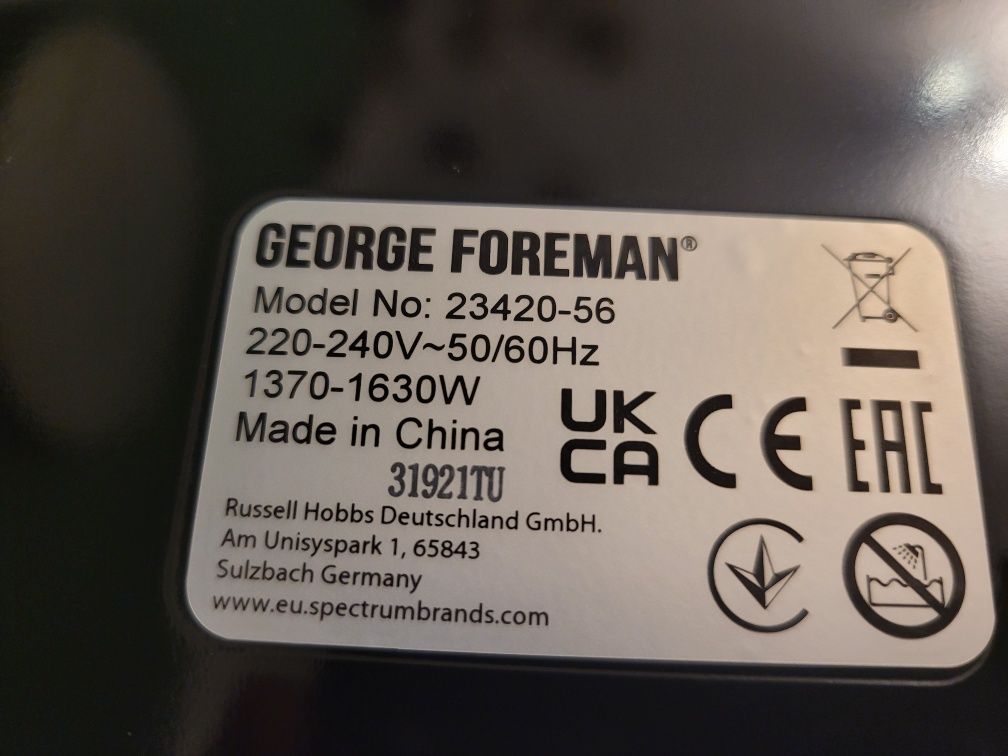 GEORGE FOREMAN®
Model No: 23420-56
220-240V~50/60Hz
1370-1630W
Made in China
31921TU
UK
CA
CE
EAC
Russell Hobbs Deutschland GmbH.
Am Unisyspark 1, 65843
Sulzbach Germany
www.eu.spectrumbrands.com